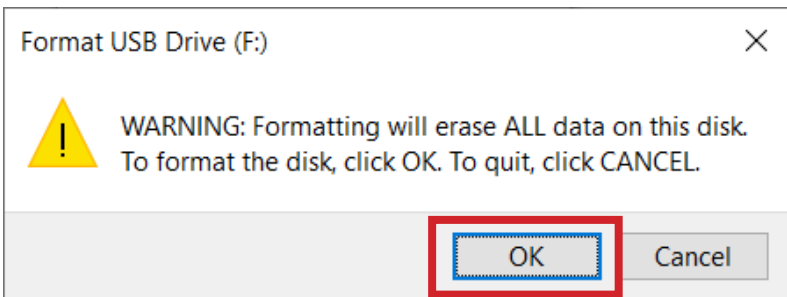 Format USB Drive (F:)
WARNING: Formatting will erase ALL data on this disk.
To format the disk, click OK. To quit, click CANCEL.
OK Cancel